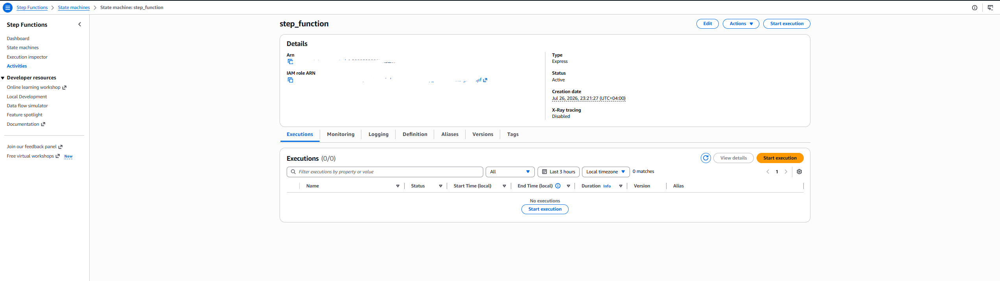 Step Functions > State machines > State machine: step_function
Step Functions
Dashboard
State machines
Execution inspector
Activities
Developer resources
Online learning workshop
Local Development
Data flow simulator
Feature spotlight
Documentation
Join our feedback panel
Free virtual workshops New
step_function
Edit Actions Start execution
Details
Arn
IAM role ARN
Type
Express
Status
Active
Creation date
Jul 26, 2026, 23:21:27 (UTC+04:00)
X-Ray tracing
Disabled
Executions Monitoring Logging Definition Aliases Versions Tags
Executions (0/0)
View details Start execution
Filter executions by property or value All Last 3 hours Local timezone 0 matches 1
Name Status Start Time (local) End Time (local) Duration Info Version Alias
No executions
Start execution